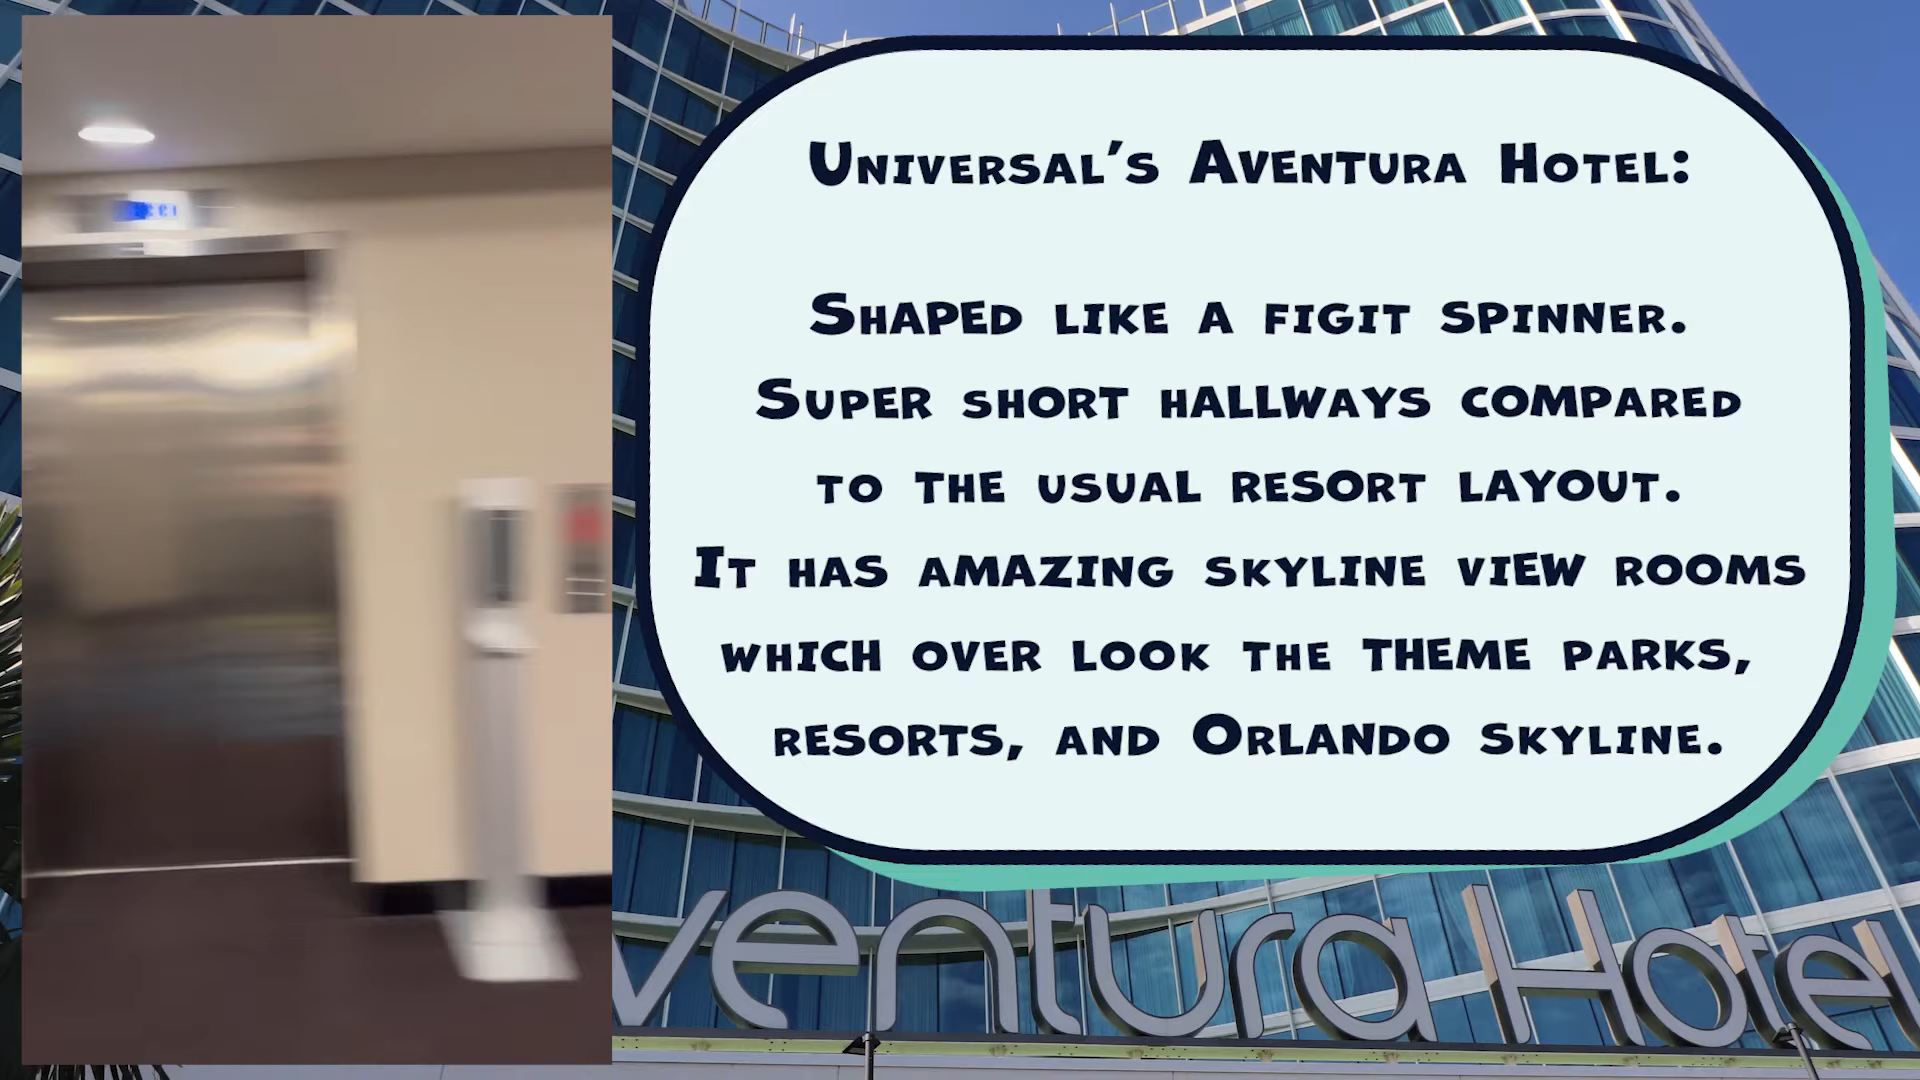 Universal's Aventura Hotel:
Shaped like a figit spinner.
Super short hallways compared
to the usual resort layout.
It has amazing skyline view rooms
which over look the theme parks,
resorts, and Orlando skyline.
ventura Hotel